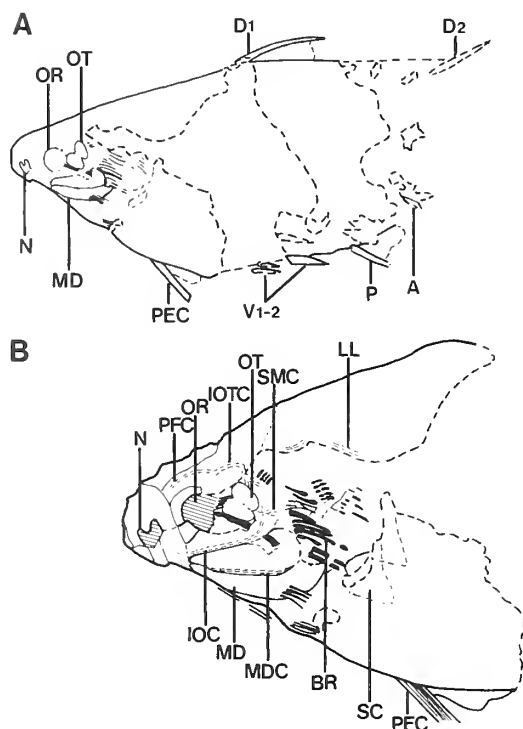 A
D1
D2
OR
OT
N
MD
PEC
V1-2
P
A
B
OT
LL
IOTC
SMC
OR
PFC
N
IOC
MD
MDC
BR
SC
PEC